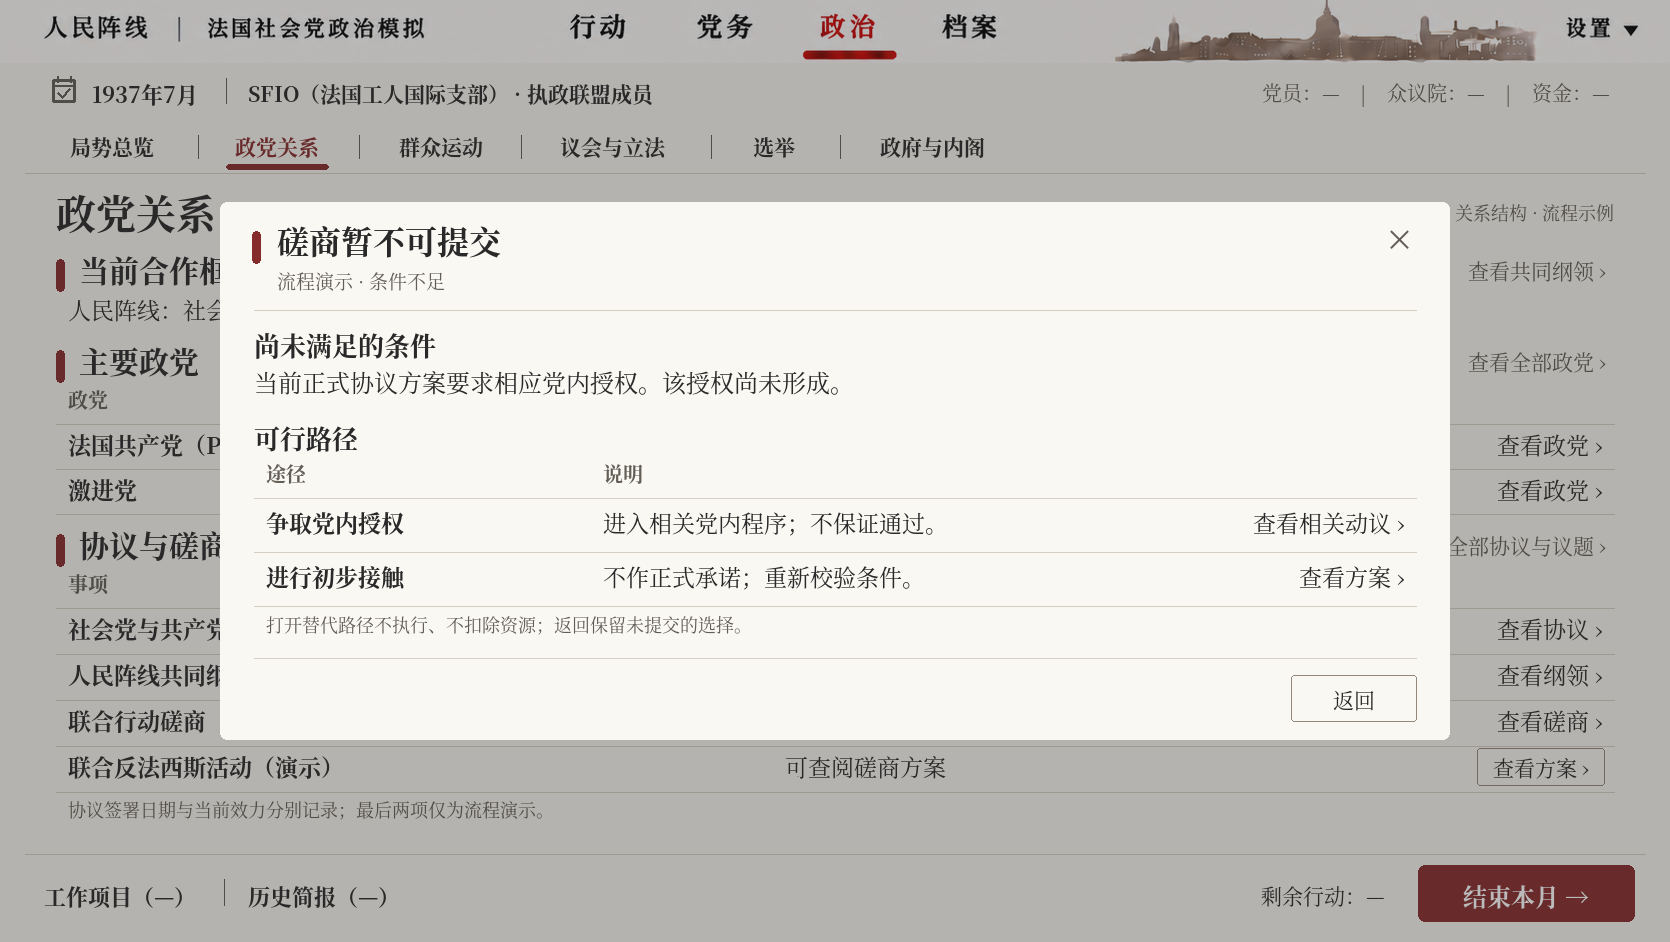 人民阵线 | 法国社会党政治模拟 行动 党务 政治 档案 设置 ▼
1937年7月 SFIO（法国工人国际支部）· 执政联盟成员 党员：— | 众议院：— | 资金：—
局势总览 政党关系 群众运动 议会与立法 选举 政府与内阁
政党关系 关系结构 · 流程示例
当前合作 查看共同纲领 ›
人民阵线：社会
主要政党 查看全部政党 ›
政党
法国共产党（P 查看政党 ›
激进党 查看政党 ›
协议与磋商 全部协议与议题 ›
事项
社会党与共产党 查看协议 ›
人民阵线共同纲 查看纲领 ›
联合行动磋商 查看磋商 ›
联合反法西斯活动（演示） 可查阅磋商方案 查看方案 ›
协议签署日期与当前效力分别记录；最后两项仅为流程演示。
磋商暂不可提交
流程演示 · 条件不足
尚未满足的条件
当前正式协议方案要求相应党内授权。该授权尚未形成。
可行路径
途径 说明
争取党内授权 进入相关党内程序；不保证通过。 查看相关动议 ›
进行初步接触 不作正式承诺；重新校验条件。 查看方案 ›
打开替代路径不执行、不扣除资源；返回保留未提交的选择。
返回
工作项目（—） 历史简报（—） 剩余行动：— 结束本月 →